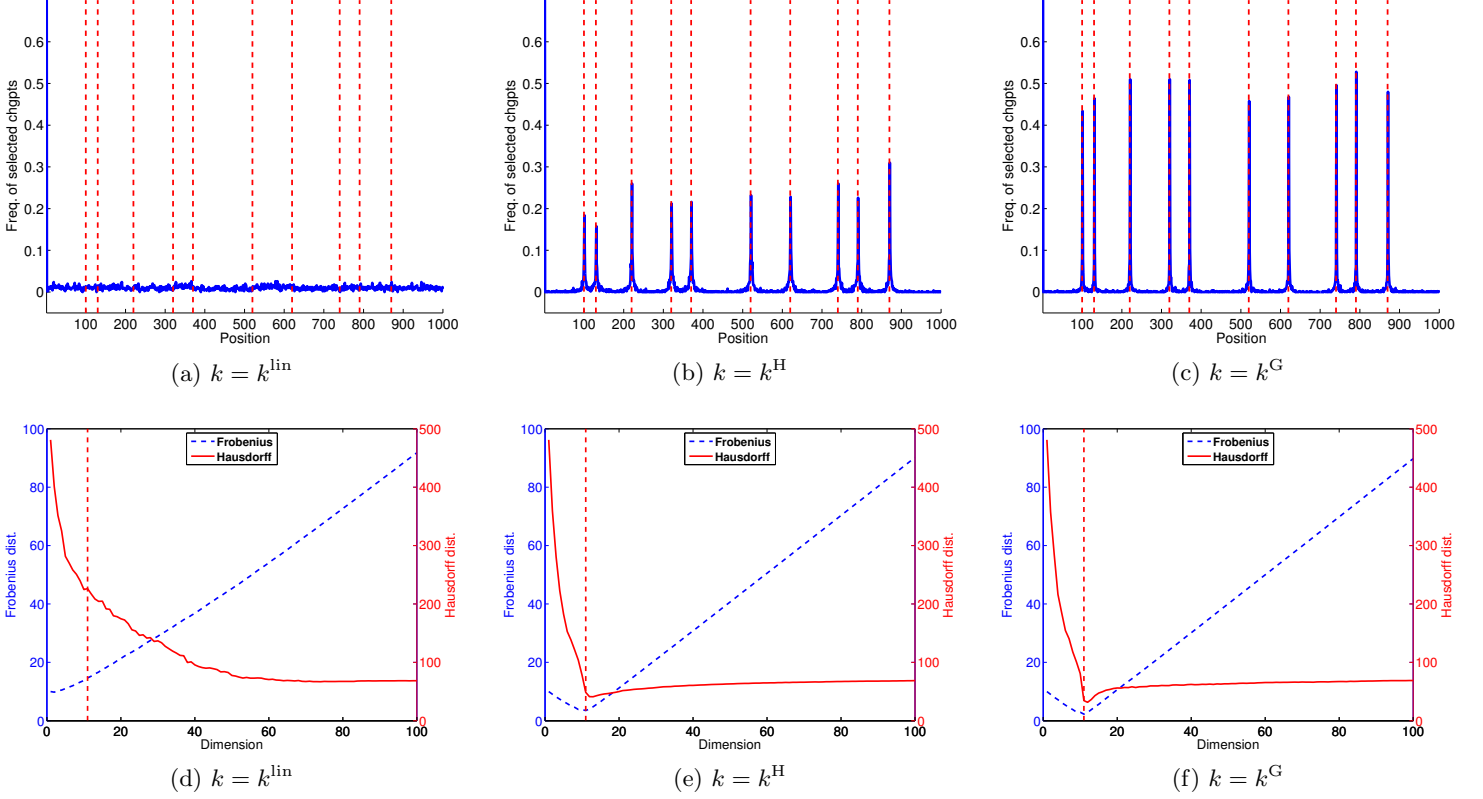 Freq. of selected chgpts
0.6
0.5
0.4
0.3
0.2
0.1
0
100 200 300 400 500 600 700 800 900 1000
Position
(a) k = k^lin
Freq. of selected chgpts
0.6
0.5
0.4
0.3
0.2
0.1
0
100 200 300 400 500 600 700 800 900 1000
Position
(b) k = k^H
Freq. of selected chgpts
0.6
0.5
0.4
0.3
0.2
0.1
0
100 200 300 400 500 600 700 800 900 1000
Position
(c) k = k^G
Frobenius dist.
100
80
60
40
20
0
Frobenius
Hausdorff
500
400
300
200
100
0
Hausdorff dist.
0 20 40 60 80 100
Dimension
(d) k = k^lin
Frobenius dist.
100
80
60
40
20
0
Frobenius
Hausdorff
500
400
300
200
100
0
Hausdorff dist.
0 20 40 60 80 100
Dimension
(e) k = k^H
Frobenius dist.
100
80
60
40
20
0
Frobenius
Hausdorff
500
400
300
200
100
0
Hausdorff dist.
0 20 40 60 80 100
Dimension
(f) k = k^G